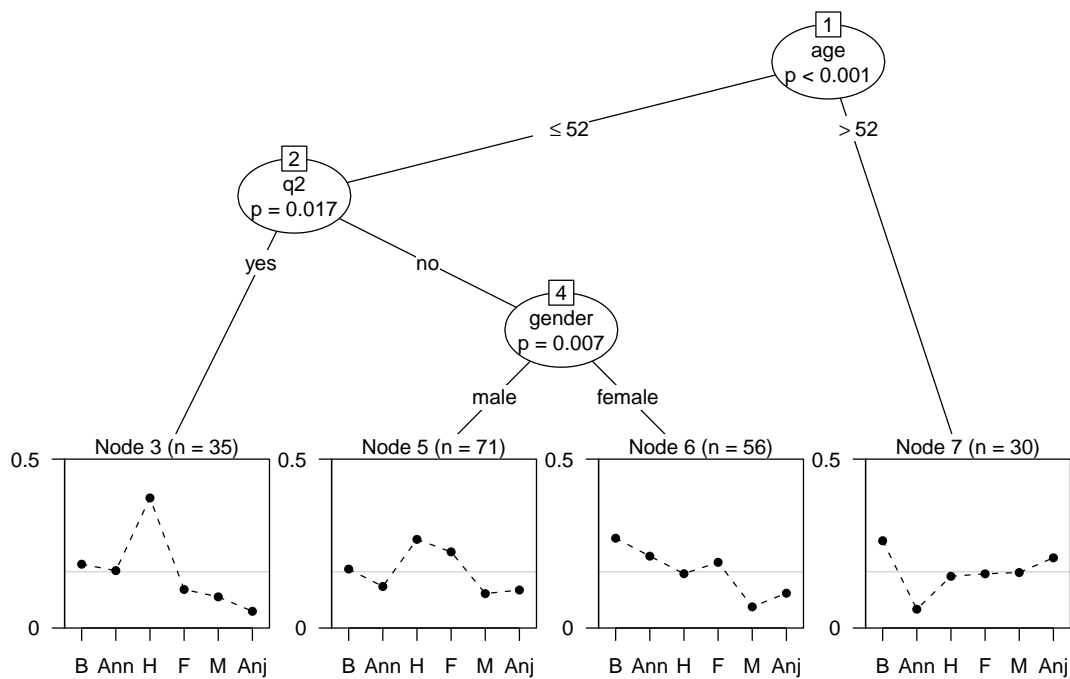 1
age
p < 0.001
≤ 52
> 52
2
q2
p = 0.017
yes
no
4
gender
p = 0.007
male
female
Node 3 (n = 35)
0.5
0
B Ann H F M Anj
Node 5 (n = 71)
0.5
0
B Ann H F M Anj
Node 6 (n = 56)
0.5
0
B Ann H F M Anj
Node 7 (n = 30)
0.5
0
B Ann H F M Anj